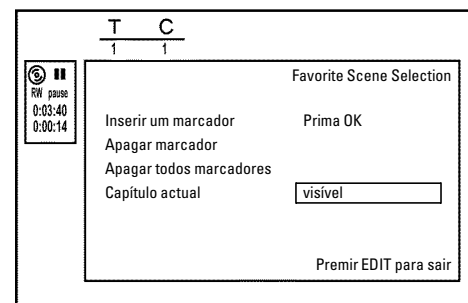 T C
1 1
RW pause
0:03:40
0:00:14
Favorite Scene Selection
Inserir um marcador Prima OK
Apagar marcador
Apagar todos marcadores
Capítulo actual visível
Premir EDIT para sair